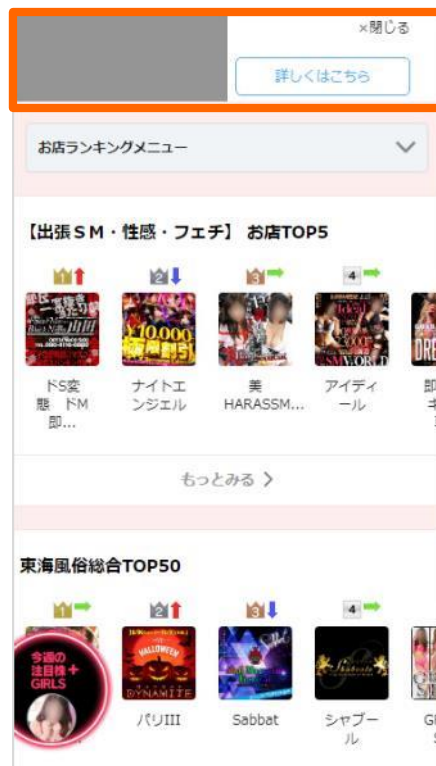 ×閉じる
詳しくはこちら
お店ランキングメニュー
【出張ＳＭ・性感・フェチ】 お店TOP5
1 2 3 4
¥10,000
ドS変 ナイトエ 美 アイディ
態 ドM ンジェル HARASSM... ール
即...
もっとみる
東海風俗総合TOP50
1 2 3 4
今週の
注目株+
GIRLS
HALLOWEEN
DYNAMITE
パリIII Sabbat シャブー
ル